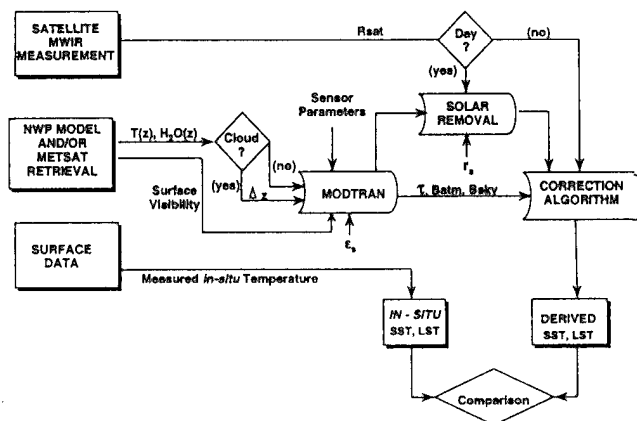 SATELLITE
MWIR
MEASUREMENT
Rsat
Day
?
(no)
(yes)
Sensor
Parameters
SOLAR
REMOVAL
NWP MODEL
AND/OR
METSAT
RETRIEVAL
T(z), H₂O(z)
Cloud
?
(no)
(yes)
Δ z
Surface
Visibility
MODTRAN
rₛ
τ, Batm, Bsky
CORRECTION
ALGORITHM
εₛ
SURFACE
DATA
Measured in-situ Temperature
IN - SITU
SST, LST
DERIVED
SST, LST
Comparison